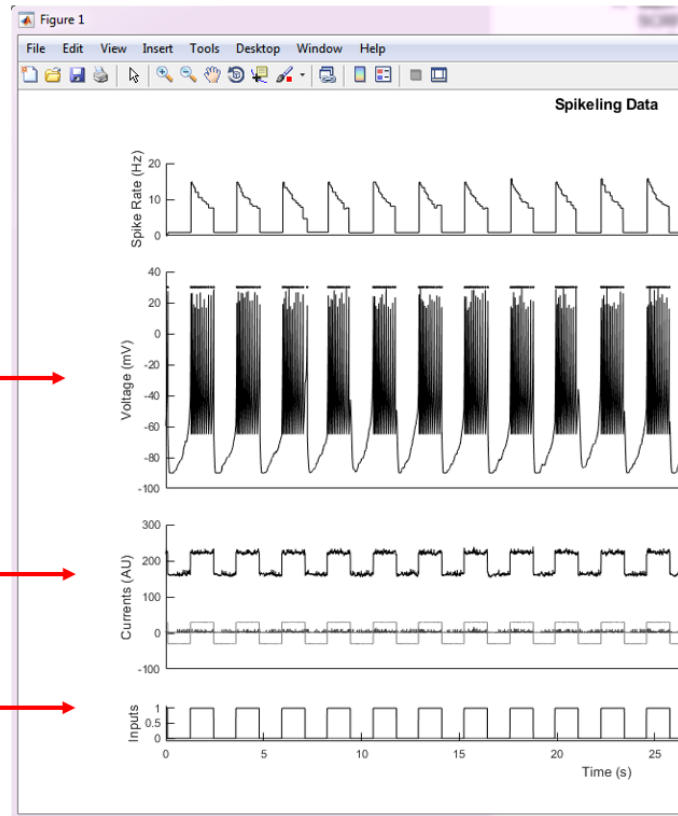 Figure 1
File Edit View Insert Tools Desktop Window Help
Spikeling Data
Spike Rate (Hz)
20
10
0
Voltage (mV)
40
20
0
-20
-40
-60
-80
-100
Currents (AU)
300
200
100
0
-100
Inputs
1
0.5
0
0 5 10 15 20 25
Time (s)